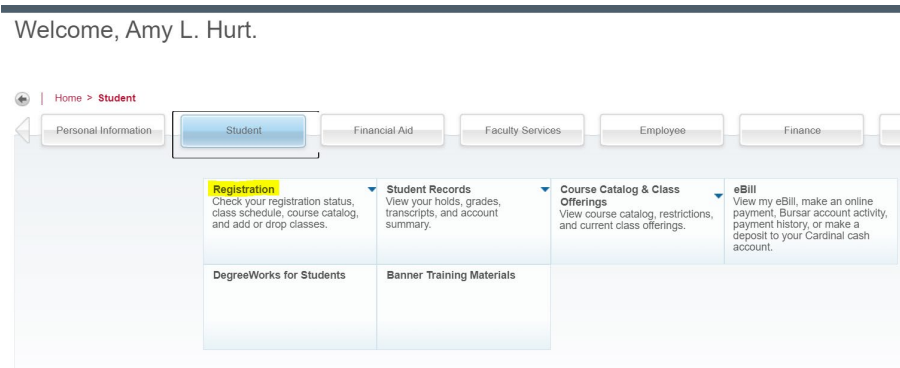 Welcome, Amy L. Hurt.
Home > Student
Personal Information
Student
Financial Aid
Faculty Services
Employee
Finance
Registration
Check your registration status,
class schedule, course catalog,
and add or drop classes.
Student Records
View your holds, grades,
transcripts, and account
summary.
Course Catalog & Class
Offerings
View course catalog, restrictions,
and current class offerings.
eBill
View my eBill, make an online
payment, Bursar account activity,
payment history, or make a
deposit to your Cardinal cash
account.
DegreeWorks for Students
Banner Training Materials